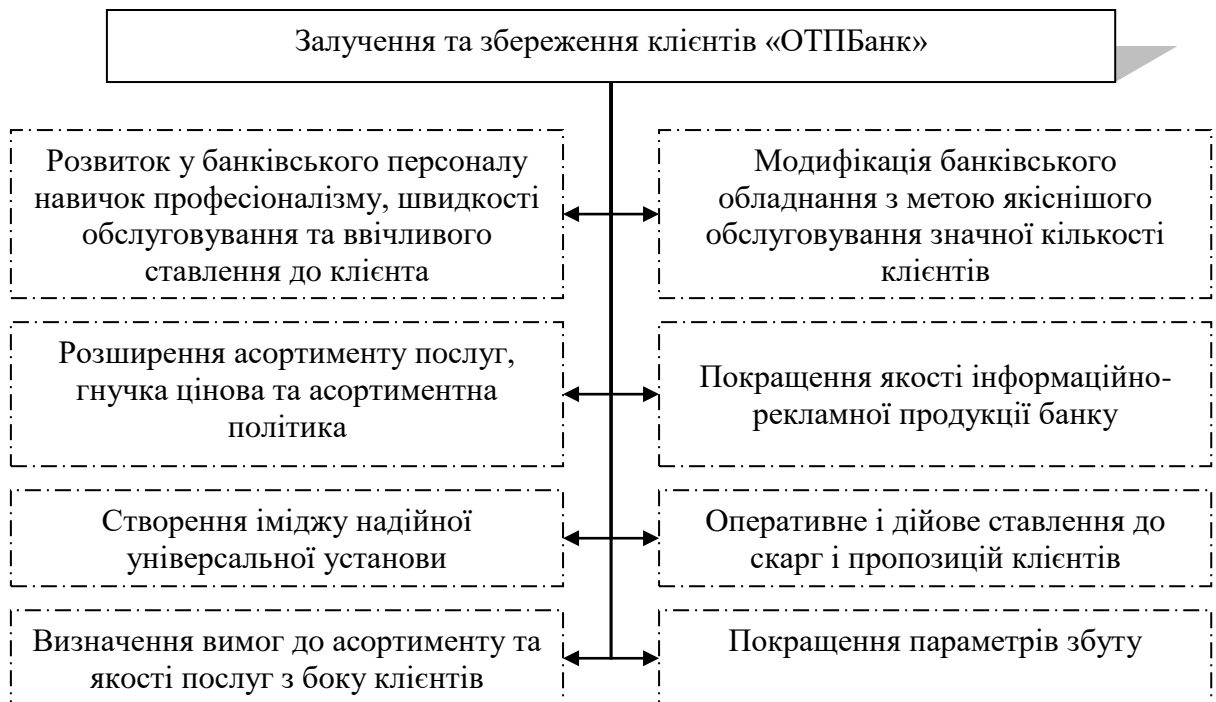 Залучення та збереження клієнтів «ОТПБанк»
Розвиток у банківського персоналу
навичок професіоналізму, швидкості
обслуговування та ввічливого
ставлення до клієнта
Модифікація банківського
обладнання з метою якіснішого
обслуговування значної кількості
клієнтів
Розширення асортименту послуг,
гнучка цінова та асортиментна
політика
Покращення якості інформаційно-
рекламної продукції банку
Створення іміджу надійної
універсальної установи
Оперативне і дійове ставлення до
скарг і пропозицій клієнтів
Визначення вимог до асортименту та
якості послуг з боку клієнтів
Покращення параметрів збуту